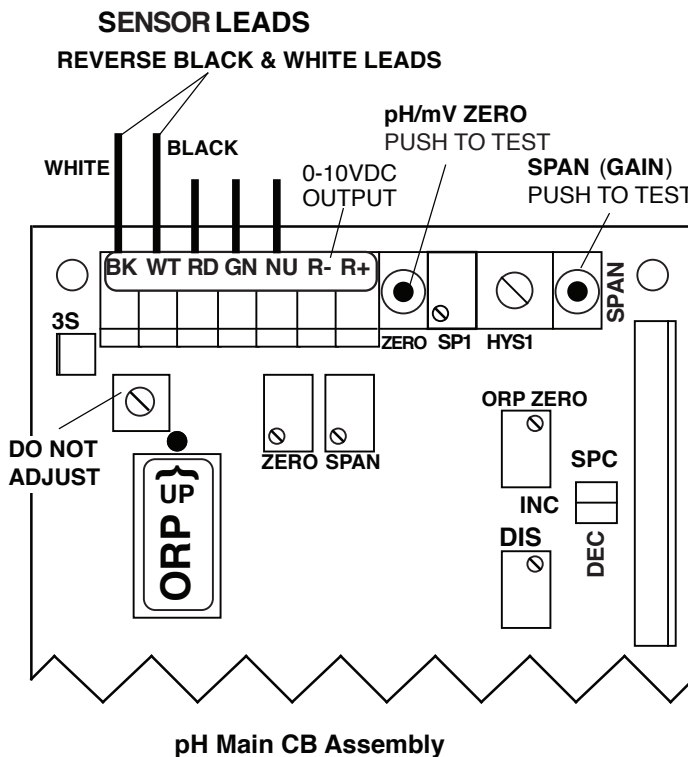 SENSOR LEADS
REVERSE BLACK & WHITE LEADS
WHITE
BLACK
0-10VDC
OUTPUT
pH/mV ZERO
PUSH TO TEST
SPAN (GAIN)
PUSH TO TEST
BK WT RD GN NU R- R+
SPAN
3S
ZERO SP1 HYS1
DO NOT
ADJUST
ZERO SPAN
ORP ZERO
SPC
INC
DEC
DIS
ORP } UP
pH Main CB Assembly